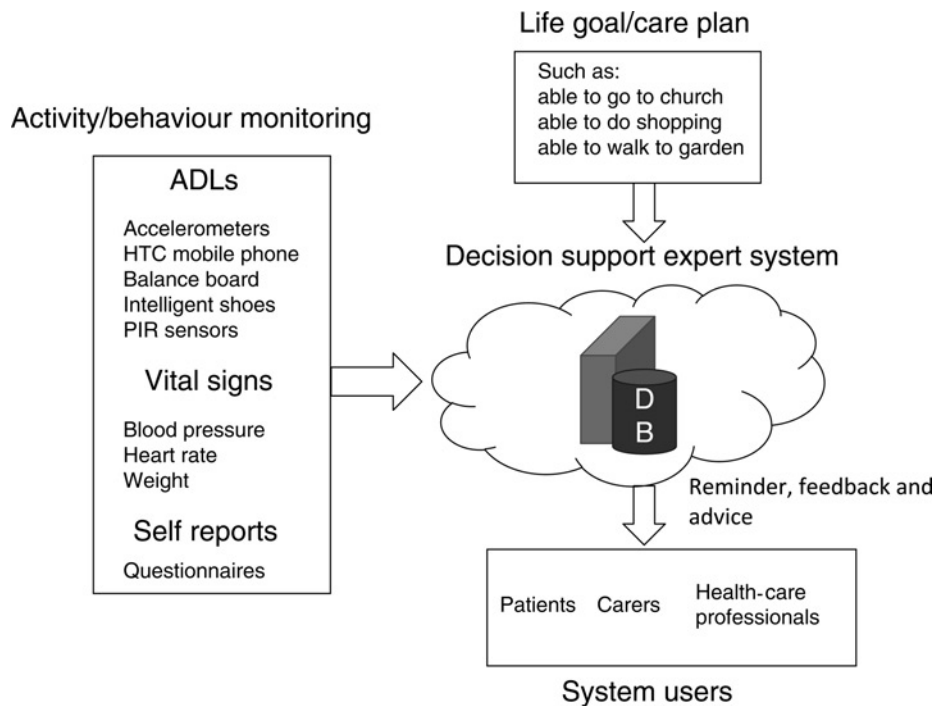 Life goal/care plan
Such as:
able to go to church
able to do shopping
able to walk to garden
Activity/behaviour monitoring
ADLs
Accelerometers
HTC mobile phone
Balance board
Intelligent shoes
PIR sensors
Vital signs
Blood pressure
Heart rate
Weight
Self reports
Questionnaires
Decision support expert system
D
B
Reminder, feedback and
advice
Patients Carers Health-care
professionals
System users